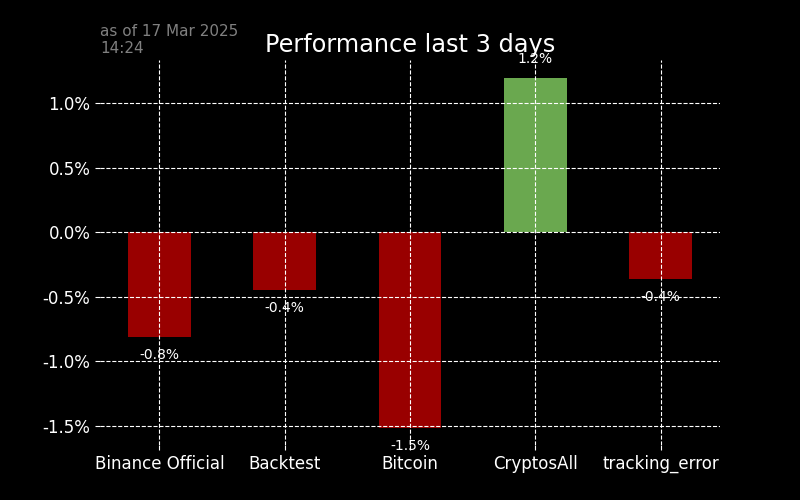 as of 17 Mar 2025
14:24
Performance last 3 days
1.2%
1.0%
0.5%
0.0%
-0.5%
-0.4%
-0.4%
-1.0%
-0.8%
-1.5%
-1.5%
Binance Official
Backtest
Bitcoin
CryptosAll
tracking_error